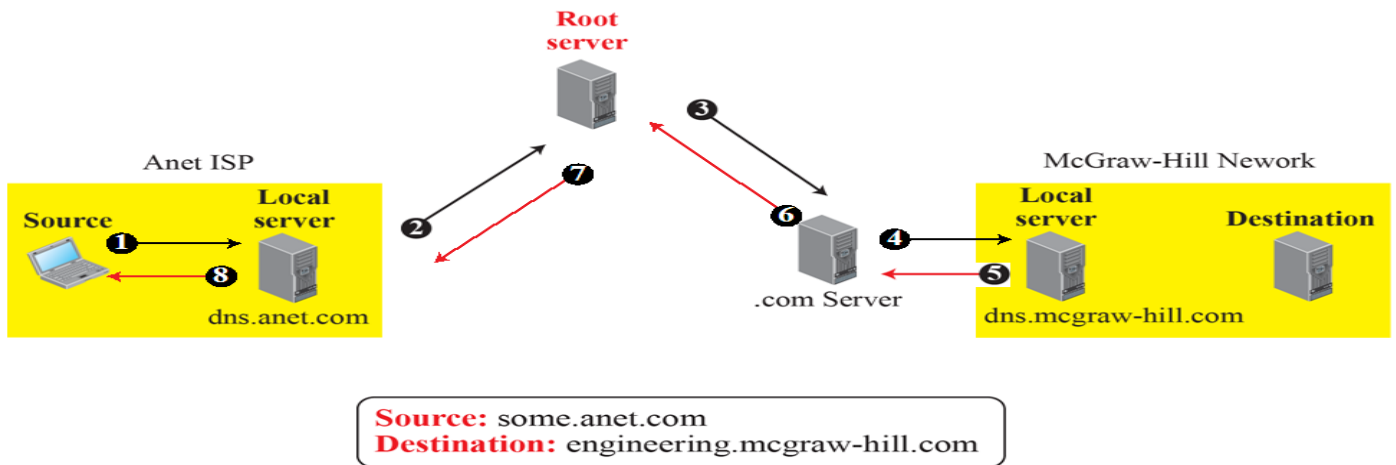 Root
server
3
Anet ISP
McGraw-Hill Nework
7
Source
Local
server
2
6
Local
server
Destination
1
4
8
5
.com Server
dns.anet.com
dns.mcgraw-hill.com
Source: some.anet.com
Destination: engineering.mcgraw-hill.com